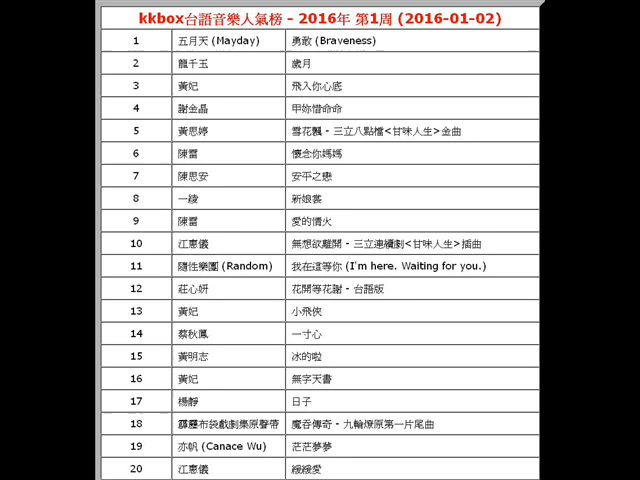 kkbox台語音樂人氣榜 - 2016年 第1周 (2016-01-02)
1 五月天 (Mayday) 勇敢 (Braveness)
2 龍千玉 歲月
3 黃妃 飛入你心底
4 謝金晶 甲妳惜命命
5 黃思婷 雪花飄 - 三立八點檔<甘味人生>金曲
6 陳雷 懷念你媽媽
7 陳思安 安平之戀
8 一綾 新娘裳
9 陳雷 愛的情火
10 江惠儀 無想欲離開 - 三立連續劇<甘味人生>插曲
11 隨性樂團 (Random) 我在這等你 (I'm here. Waiting for you.)
12 莊心妍 花開等花謝 - 台語版
13 黃妃 小飛俠
14 蔡秋鳳 一寸心
15 黃明志 冰的啦
16 黃妃 無字天書
17 楊靜 日子
18 霹靂布袋戲劇集原聲帶 魔吞傳奇 - 九輪燎原第一片尾曲
19 亦帆 (Canace Wu) 茫茫夢夢
20 江惠儀 緩緩愛